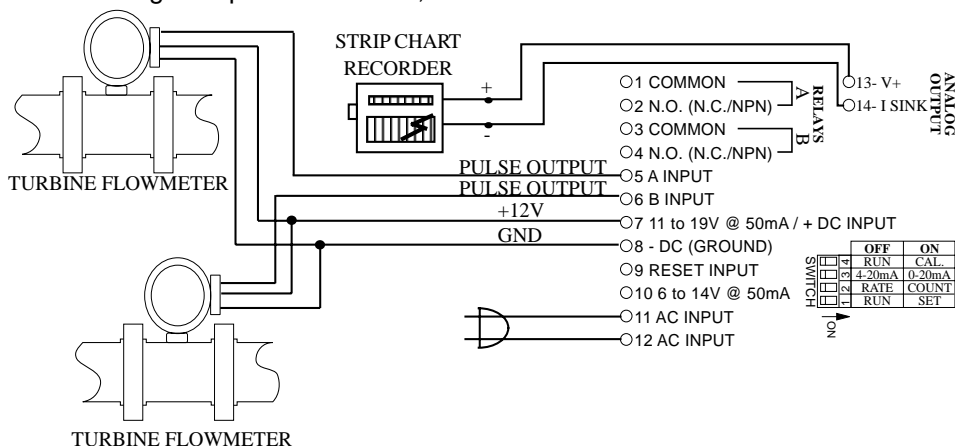 STRIP CHART
RECORDER
+
-
TURBINE FLOWMETER
PULSE OUTPUT
PULSE OUTPUT
+12V
GND
1 COMMON
2 N.O. (N.C./NPN)
3 COMMON
4 N.O. (N.C./NPN)
5 A INPUT
6 B INPUT
7 11 to 19V @ 50mA / + DC INPUT
8 - DC (GROUND)
9 RESET INPUT
10 6 to 14V @ 50mA
11 AC INPUT
12 AC INPUT
A
B
RELAYS
13- V+
14- I SINK
ANALOG
OUTPUT
SWITCH
OFF ON
4 RUN CAL.
3 4-20mA 0-20mA
2 RATE COUNT
1 RUN SET
ON
TURBINE FLOWMETER